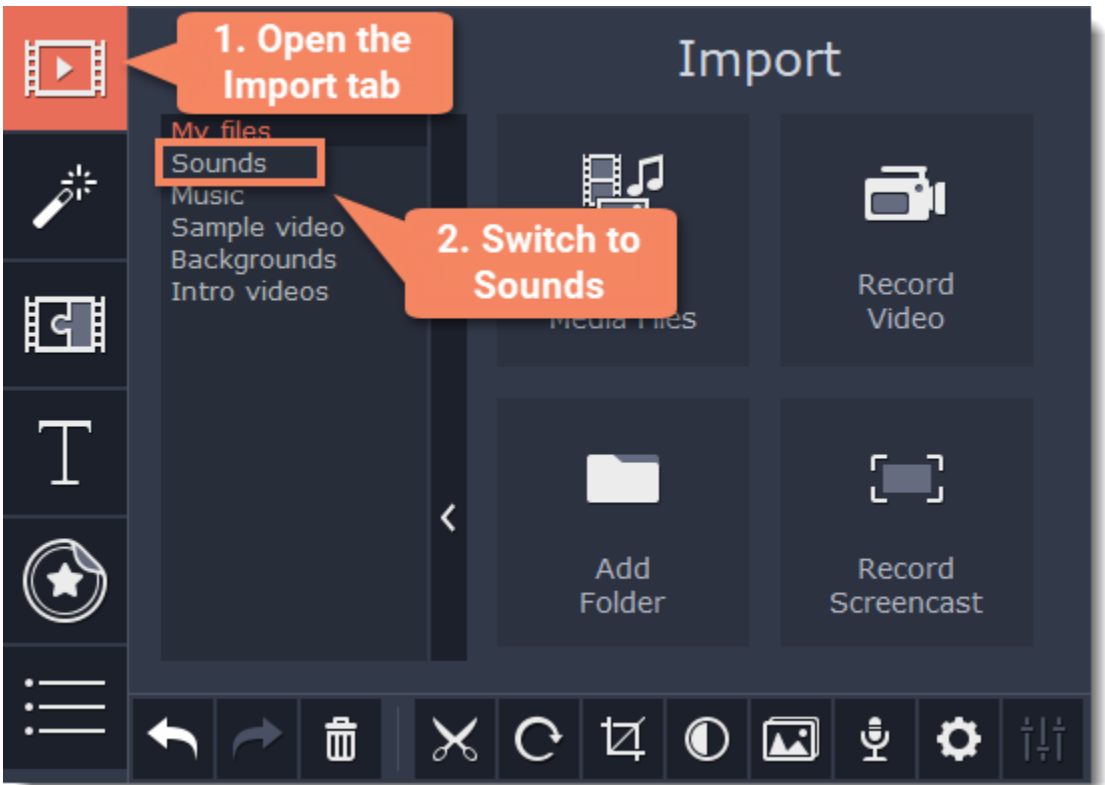 1. Open the
Import tab
Import
My files
Sounds
Music
Sample video
Backgrounds
Intro videos
2. Switch to
Sounds
Media Files
Record
Video
Add
Folder
Record
Screencast